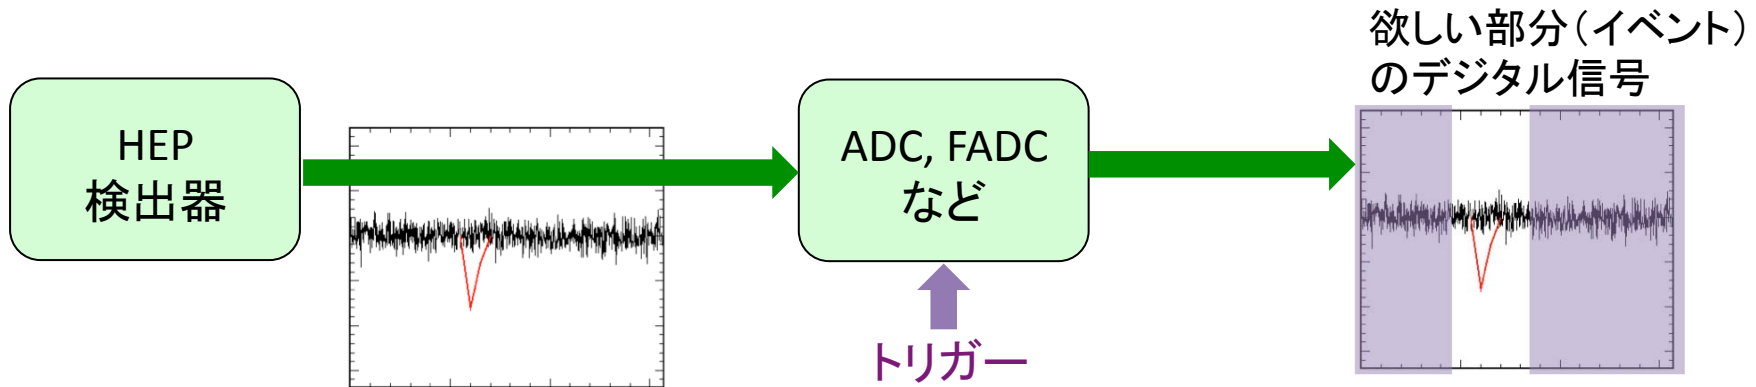 HEP
検出器
ADC, FADC
など
トリガー
欲しい部分（イベント）
のデジタル信号